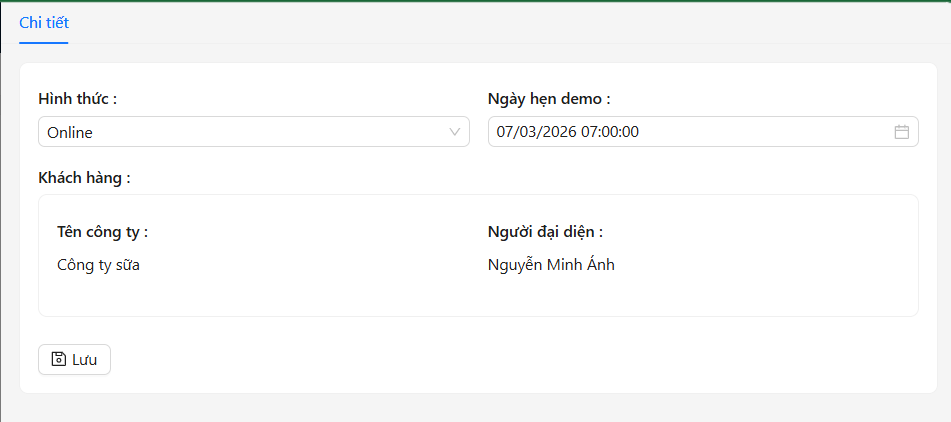 Chi tiết
Hình thức :
Ngày hẹn demo :
Online
07/03/2026 07:00:00
Khách hàng :
Tên công ty :
Người đại diện :
Công ty sữa
Nguyễn Minh Ánh
Lưu